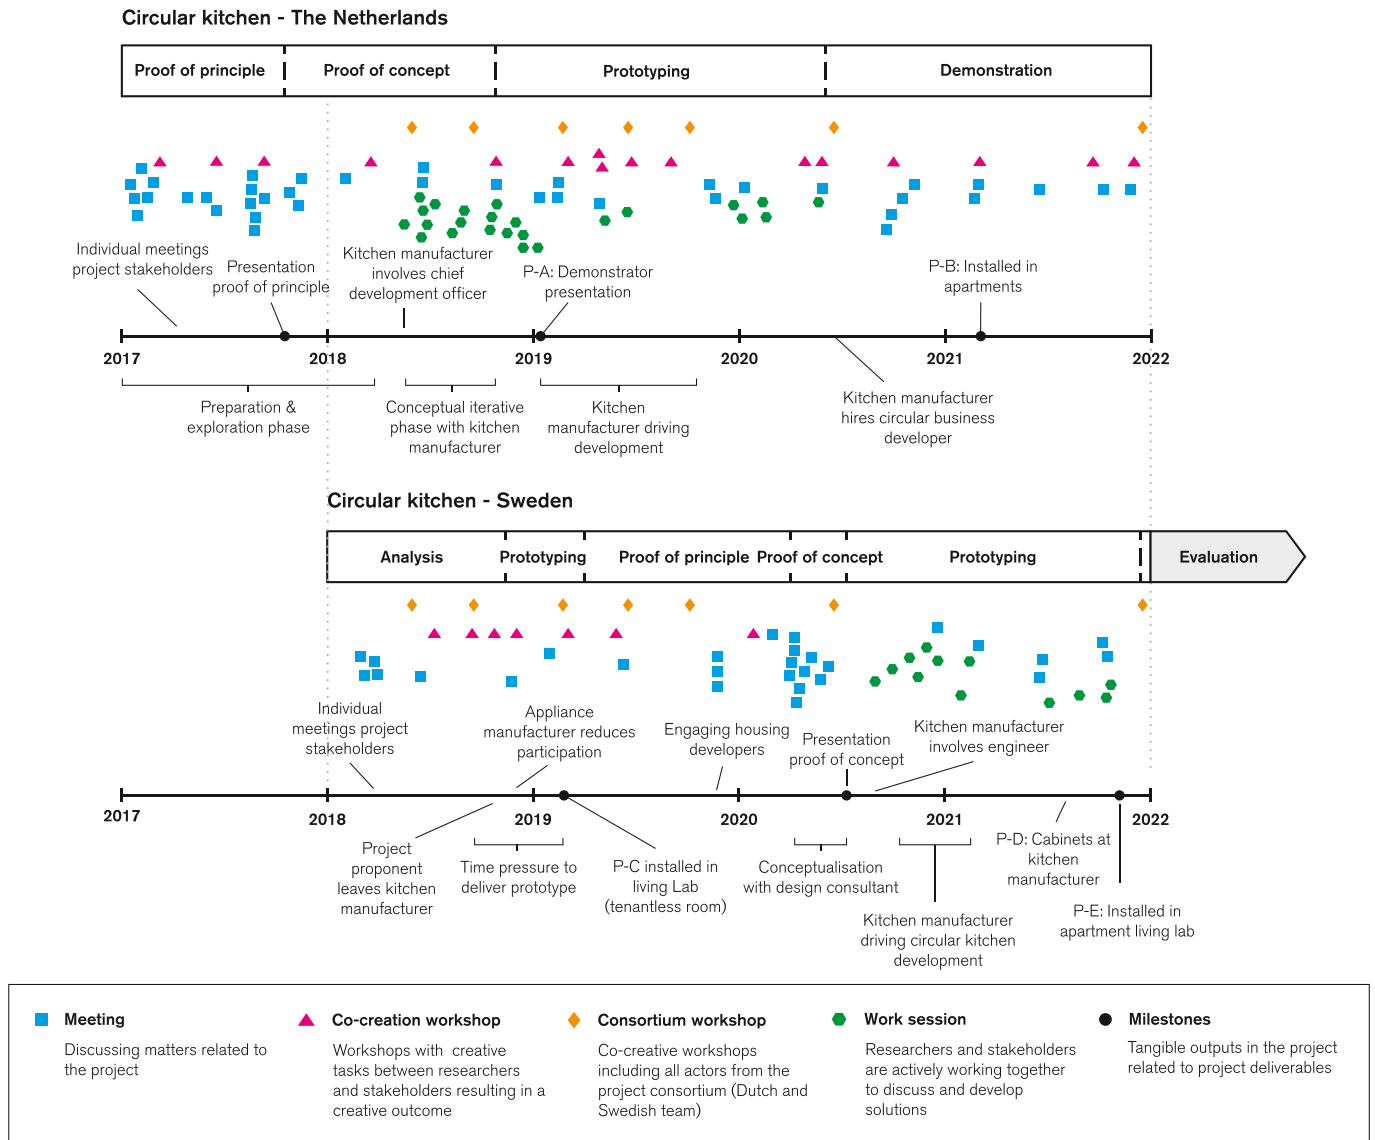 Circular kitchen - The Netherlands
Proof of principle
Proof of concept
Prototyping
Demonstration
Individual meetings
project stakeholders
Presentation
proof of principle
Kitchen manufacturer
involves chief
development officer
P-A: Demonstrator
presentation
P-B: Installed in
apartments
2017
2018
2019
2020
2021
2022
Preparation &
exploration phase
Conceptual iterative
phase with kitchen
manufacturer
Kitchen
manufacturer driving
development
Kitchen manufacturer
hires circular business
developer
Circular kitchen - Sweden
Analysis
Prototyping
Proof of principle
Proof of concept
Prototyping
Evaluation
Individual
meetings project
stakeholders
Appliance
manufacturer reduces
participation
Engaging housing
developers
Presentation
proof of concept
Kitchen manufacturer
involves engineer
2017
2018
2019
2020
2021
2022
Project
proponent
leaves kitchen
manufacturer
Time pressure to
deliver prototype
P-C installed in
living Lab
(tenantless room)
Conceptualisation
with design consultant
Kitchen manufacturer
driving circular kitchen
development
P-D: Cabinets at
kitchen
manufacturer
P-E: Installed in
apartment living lab
Meeting
Discussing matters related to
the project
Co-creation workshop
Workshops with creative
tasks between researchers
and stakeholders resulting in a
creative outcome
Consortium workshop
Co-creative workshops
including all actors from the
project consortium (Dutch and
Swedish team)
Work session
Researchers and stakeholders
are actively working together
to discuss and develop
solutions
Milestones
Tangible outputs in the project
related to project deliverables